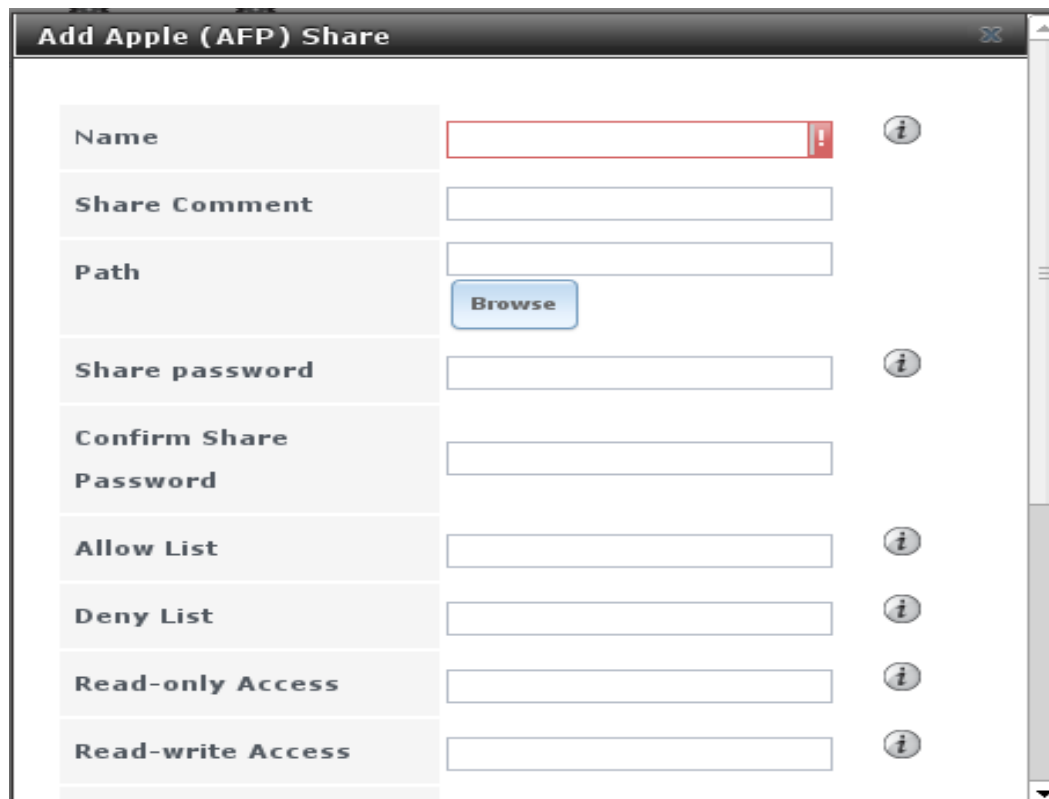 Add Apple (AFP) Share
Name
Share Comment
Path
Browse
Share password
Confirm Share
Password
Allow List
Deny List
Read-only Access
Read-write Access